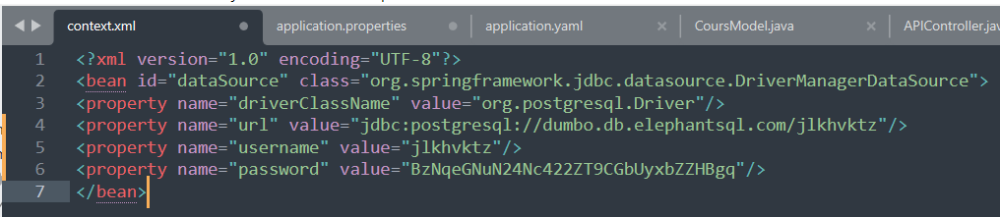 context.xml application.properties application.yaml CoursModel.java APIController.jav
1 <?xml version="1.0" encoding="UTF-8"?>
2 <bean id="dataSource" class="org.springframework.jdbc.datasource.DriverManagerDataSource">
3 <property name="driverClassName" value="org.postgresql.Driver"/>
4 <property name="url" value="jdbc:postgresql://dumbo.db.elephantsql.com/jlkhvktz"/>
5 <property name="username" value="jlkhvktz"/>
6 <property name="password" value="BzNqeGNuN24Nc422ZT9CGbUyxbZZHBgq"/>
7 </bean>